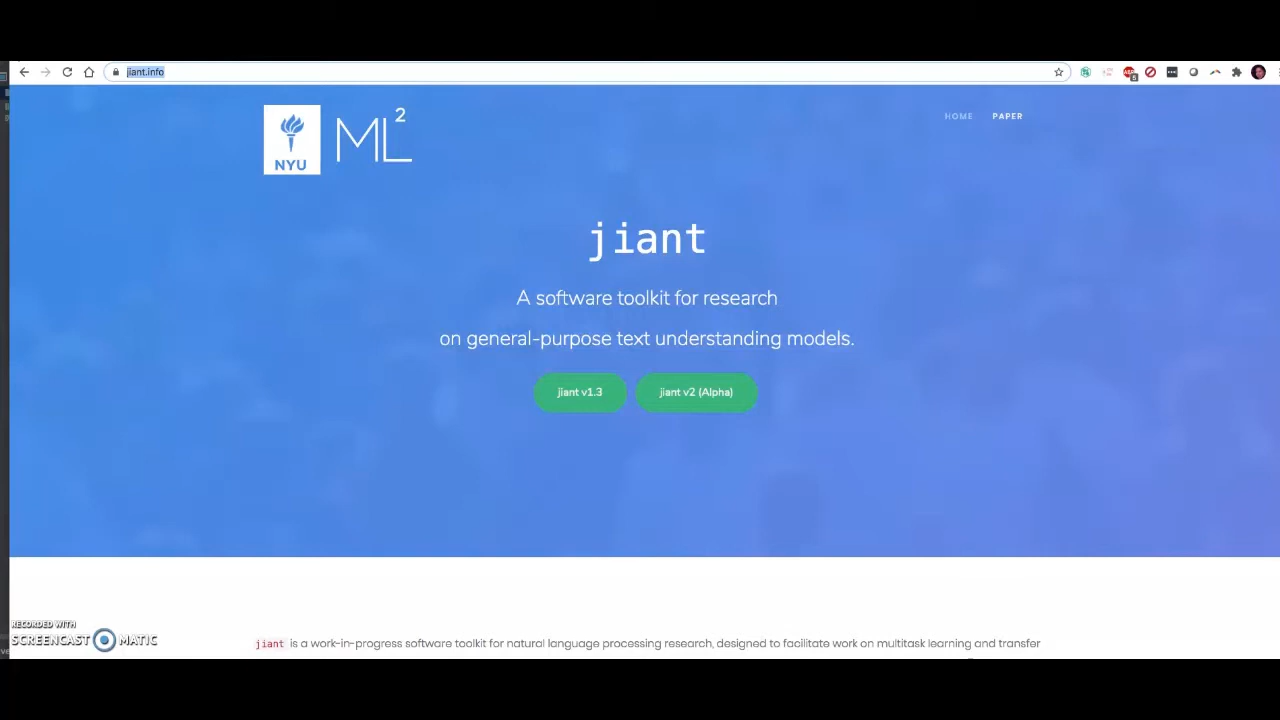 jiant.info
NYU
ML2
HOME
PAPER
jiant
A software toolkit for research
on general-purpose text understanding models.
jiant v1.3
jiant v2 (Alpha)
jiant is a work-in-progress software toolkit for natural language processing research, designed to facilitate work on multitask learning and transfer
RECORDED WITH
SCREENCAST MATIC